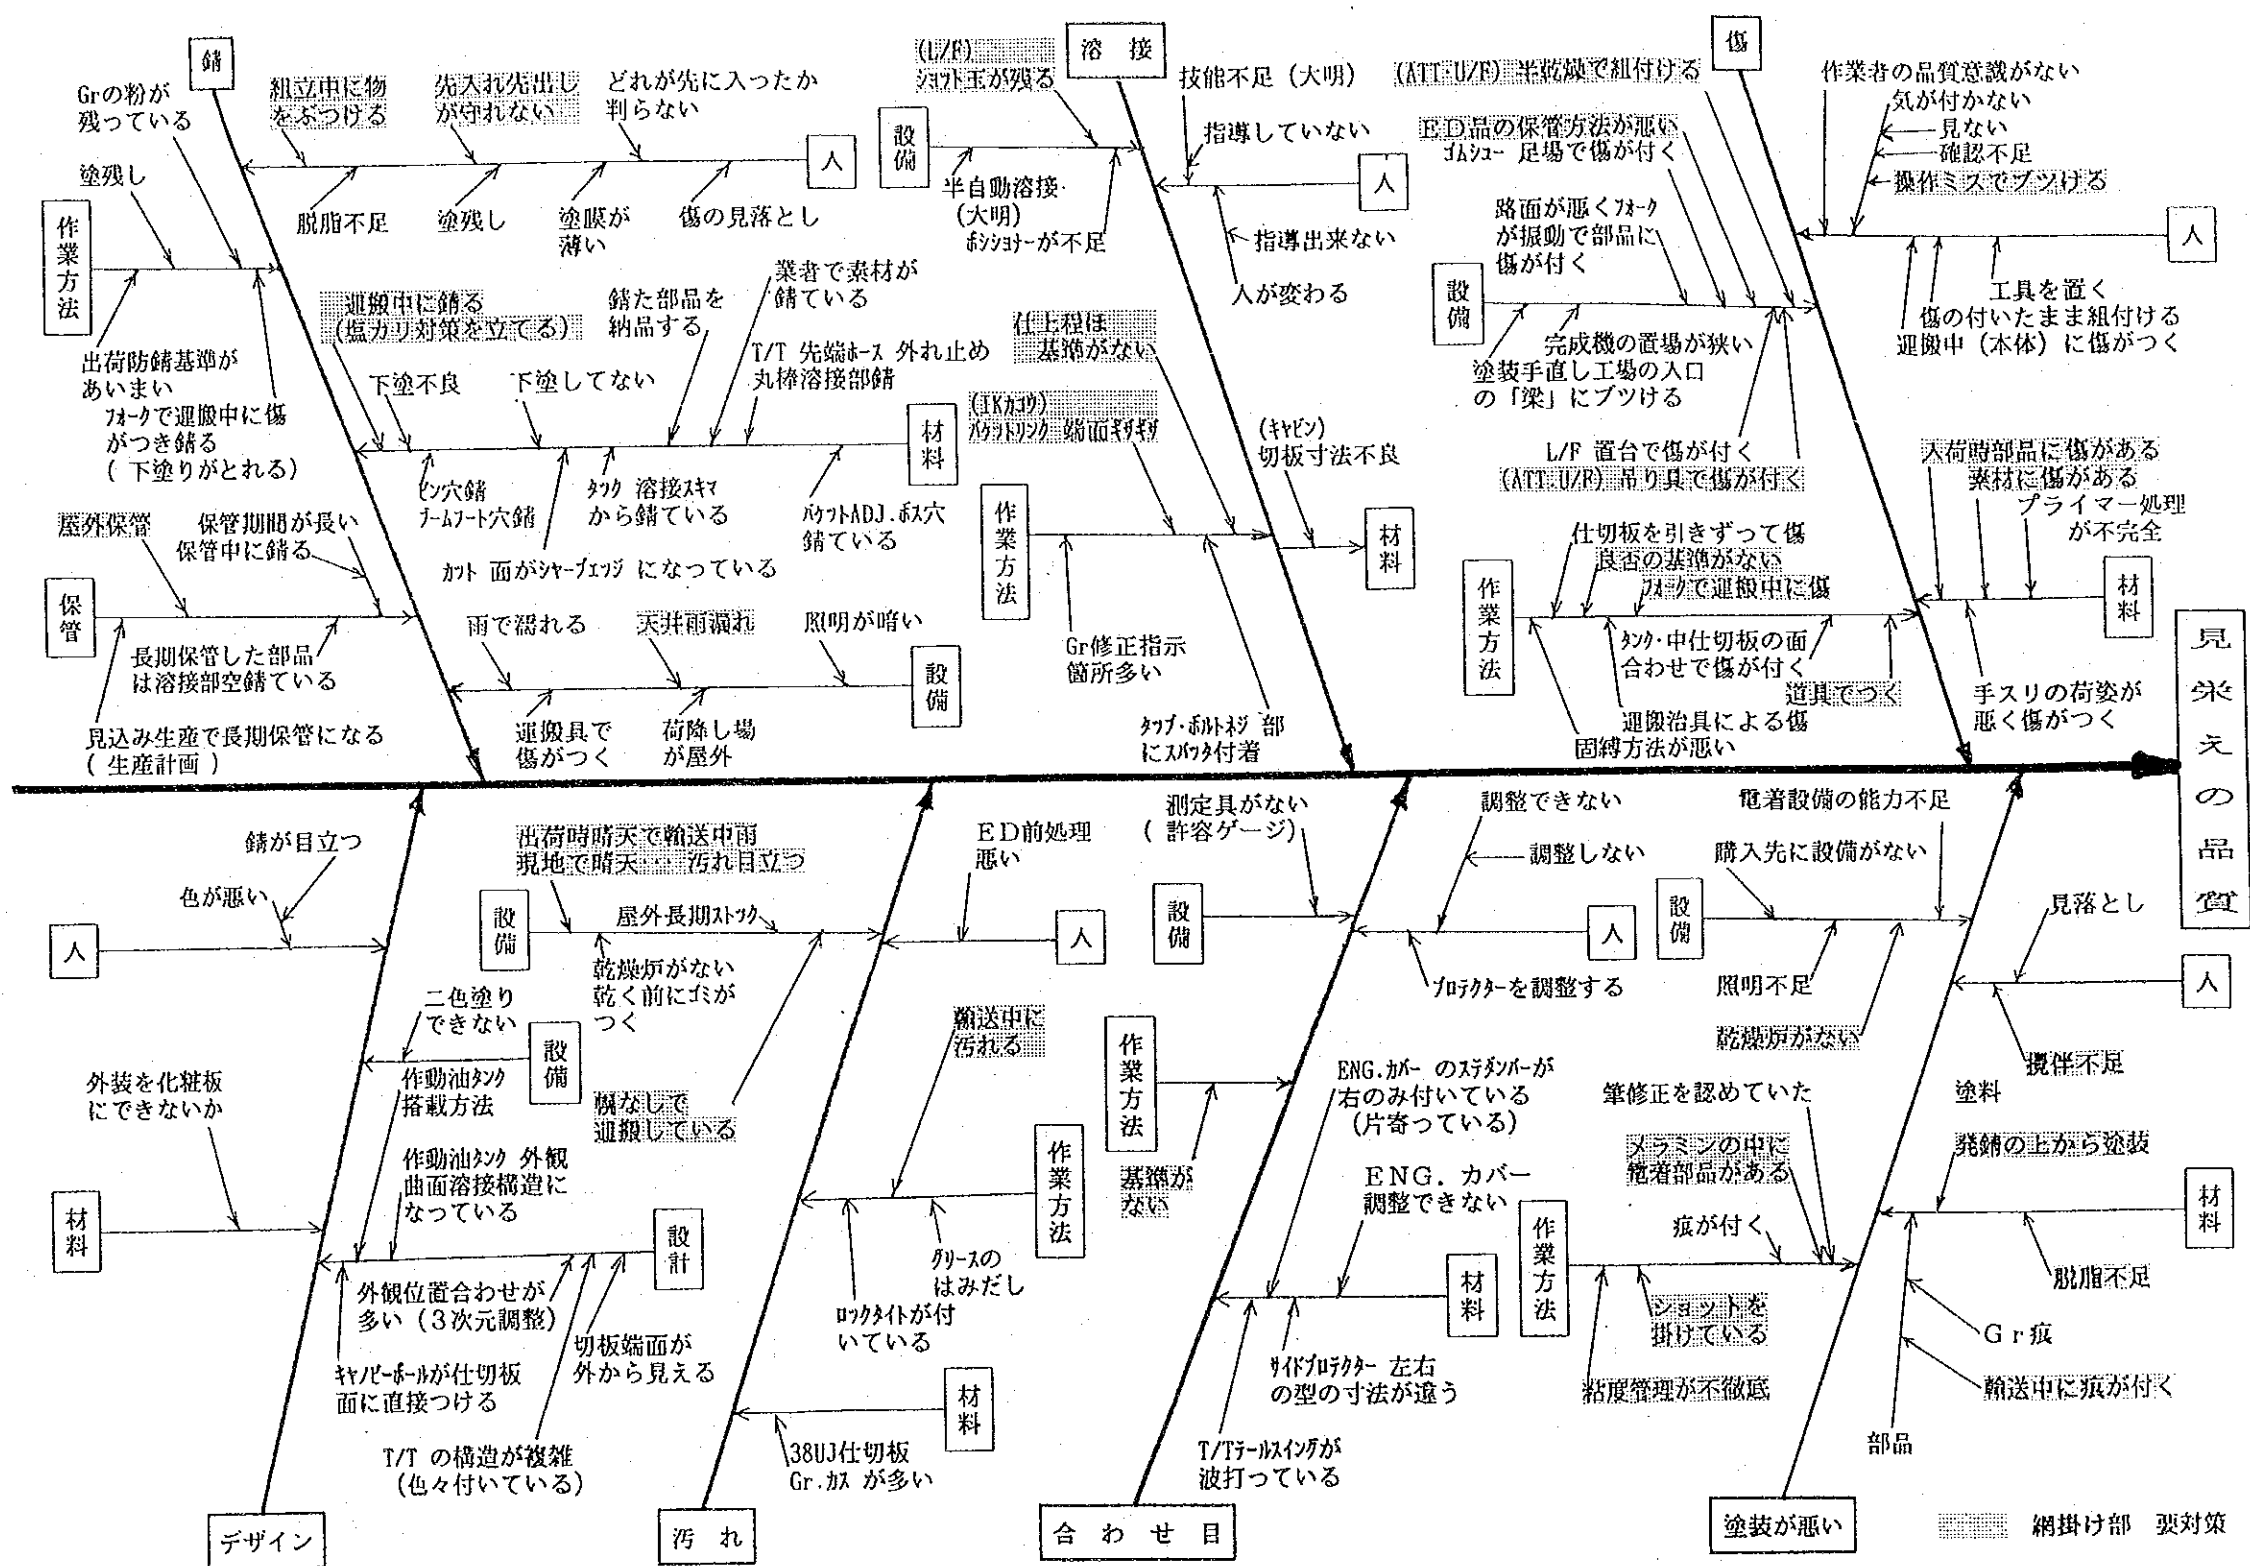 錆
Grの粉が
残っている
塗残し
作業方法
出荷防錆基準が
あいまい
ﾌｫｰｸで運搬中に傷
がつき錆る
( 下塗りがとれる)
組立中に物
をぶつける
先入れ先出し
が守れない
どれが先に入ったか
判らない
人
脱脂不足
塗残し
塗膜が
薄い
傷の見落とし
運搬中に錆る
(塩カリ対策を立てる)
錆た部品を
納品する
業者で素材が
錆ている
T/T 先端ﾎｰｽ 外れ止め
丸棒溶接部錆
下塗不良
下塗してない
材料
ﾋﾟﾝ穴錆
ﾌﾞｰﾑﾌｰﾄ穴錆
ﾀｯｸ 溶接ｽｷﾏ
から錆ている
ﾊﾞｹｯﾄADJ.ﾎﾞｽ穴
錆ている
ｶｯﾄ 面がｼｬｰﾌﾟｴｯｼﾞ になっている
屋外保管
保管期間が長い
保管中に錆る
保管
長期保管した部品
は溶接部空錆ている
見込み生産で長期保管になる
( 生産計画 )
雨で濡れる
天井雨漏れ
照明が暗い
設備
運搬具で
傷がつく
荷降し場
が屋外
溶 接
(L/F)
ｼｮｯﾄ玉が残る
設備
半自動溶接
(大明)
ﾎﾟｼﾞｼｮﾅｰが不足
技能不足 (大明)
指導していない
人
指導出来ない
人が変わる
仕上程ほ
基準がない
(IKｶｺｳ)
ﾊﾞｹｯﾄﾘﾝｸ 端面ｷﾞｻﾞｷﾞｻﾞ
作業方法
Gr修正指示
箇所多い
ﾀｯﾌﾟ･ﾎﾞﾙﾄﾈｼﾞ 部
にｽﾊﾟｯﾀ付着
(ｷｬﾋﾞﾝ)
切板寸法不良
材料
傷
(ATT･U/F) 半乾燥で組付ける
ED品の保管方法が悪い
ｺﾞﾑｼｭｰ 足場で傷が付く
路面が悪くﾌｫｰｸ
が振動で部品に
傷が付く
設備
完成機の置場が狭い
塗装手直し工場の入口
の「梁」にブツける
L/F 置台で傷が付く
(ATT.U/F) 吊り具で傷が付く
作業者の品質意識がない
気が付かない
見ない
確認不足
操作ミスでブツける
人
工具を置く
傷の付いたまま組付ける
運搬中 (本体) に傷がつく
仕切板を引きずって傷
良否の基準がない
ﾌｫｰｸで運搬中に傷
作業方法
ﾀﾝｸ･中仕切板の面
合わせで傷が付く
道具でつく
運搬治具による傷
固縛方法が悪い
入荷時部品に傷がある
素材に傷がある
プライマー処理
が不完全
材料
手スリの荷姿が
悪く傷がつく
見栄えの品質
錆が目立つ
色が悪い
人
二色塗り
できない
設備
外装を化粧板
にできないか
材料
作動油ﾀﾝｸ
搭載方法
作動油ﾀﾝｸ 外観
曲面溶接構造に
なっている
設計
外観位置合わせが
多い (3次元調整)
ｷｬﾉﾋﾟｰﾎﾟｰﾙが仕切板
面に直接つける
切板端面が
外から見える
T/T の構造が複雑
(色々付いている)
デザイン
出荷時晴天で輸送中雨
現地で晴天… 汚れ目立つ
設備
屋外長期ｽﾄｯｸ
乾燥炉がない
乾く前にｺﾞﾐが
つく
幌なしで
運搬している
ED前処理
悪い
人
輸送中に
汚れる
作業方法
ｸﾞﾘｰｽの
はみだし
ﾛｯｸﾀｲﾄが付
いている
材料
38UJ仕切板
Gr.ｶｽ が多い
汚 れ
測定具がない
( 許容ゲージ)
設備
調整できない
調整しない
人
ﾌﾟﾛﾃｸﾀｰを調整する
作業方法
基準が
ない
ENG.ｶﾊﾞｰ のｽﾃﾀﾞﾝﾊﾟｰが
右のみ付いている
(片寄っている)
ENG. カバー
調整できない
材料
ｻｲﾄﾞﾌﾟﾛﾃｸﾀｰ 左右
の型の寸法が違う
T/Tﾃｰﾙｽｲﾝｸﾞが
波打っている
合 わ せ 目
電着設備の能力不足
購入先に設備がない
設備
照明不足
乾燥炉がない
見落とし
人
攪伴不足
筆修正を認めていた
メラミンの中に
電着部品がある
痕が付く
作業方法
ショットを
掛けている
粘度管理が不徹底
塗料
発錆の上から塗装
材料
脱脂不足
Gr痕
輸送中に痕が付く
部品
塗装が悪い
網掛け部 要対策